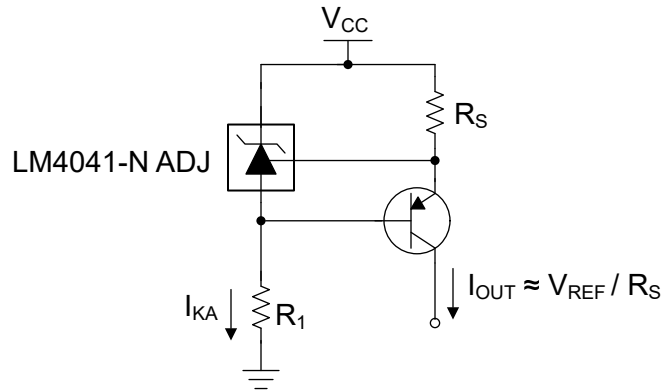 VCC
RS
LM4041-N ADJ
IOUT ≈ VREF / RS
IKA
R1